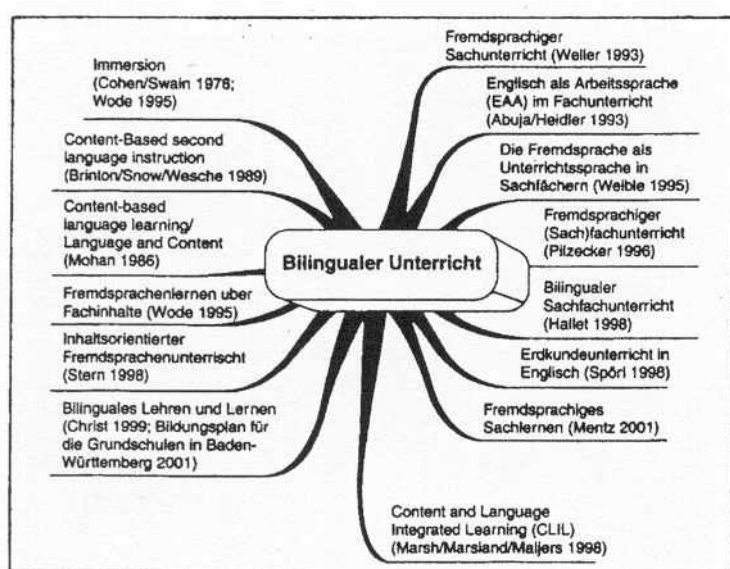 Immersion
(Cohen/Swain 1976;
Wode 1995)
Content-Based second
language instruction
(Brinton/Snow/Wesche 1989)
Content-based
language learning/
Language and Content
(Mohan 1986)
Fremdsprachenlernen uber
Fachinhalte (Wode 1995)
Inhaltsorientierter
Fremdsprachenunterrischt
(Stern 1998)
Bilinguales Lehren und Lernen
(Christ 1999; Bildungsplan für
die Grundschulen in Baden-
Württemberg 2001)
Bilingualer Unterricht
Fremdsprachiger
Sachunterricht (Weller 1993)
Englisch als Arbeitssprache
(EAA) im Fachunterricht
(Abuja/Heidler 1993)
Die Fremdsprache als
Unterrichtssprache in
Sachfächern (Weible 1995)
Fremdsprachiger
(Sach)fachunterricht
(Pilzecker 1996)
Bilingualer
Sachfachunterricht
(Hallet 1998)
Erdkundeunterricht in
Englisch (Spörl 1998)
Fremdsprachiges
Sachlernen (Mentz 2001)
Content and Language
Integrated Learning (CLIL)
(Marsh/Marsland/Maljers 1998)